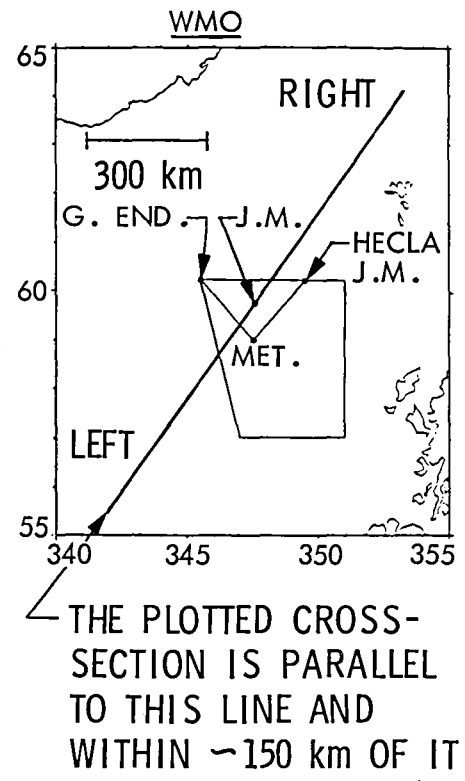 WMO
65
RIGHT
300 km
G. END.
J.M.
HECLA
J.M.
60
MET.
LEFT
55
340
345
350
355
THE PLOTTED CROSS-
SECTION IS PARALLEL
TO THIS LINE AND
WITHIN ~150 km OF IT